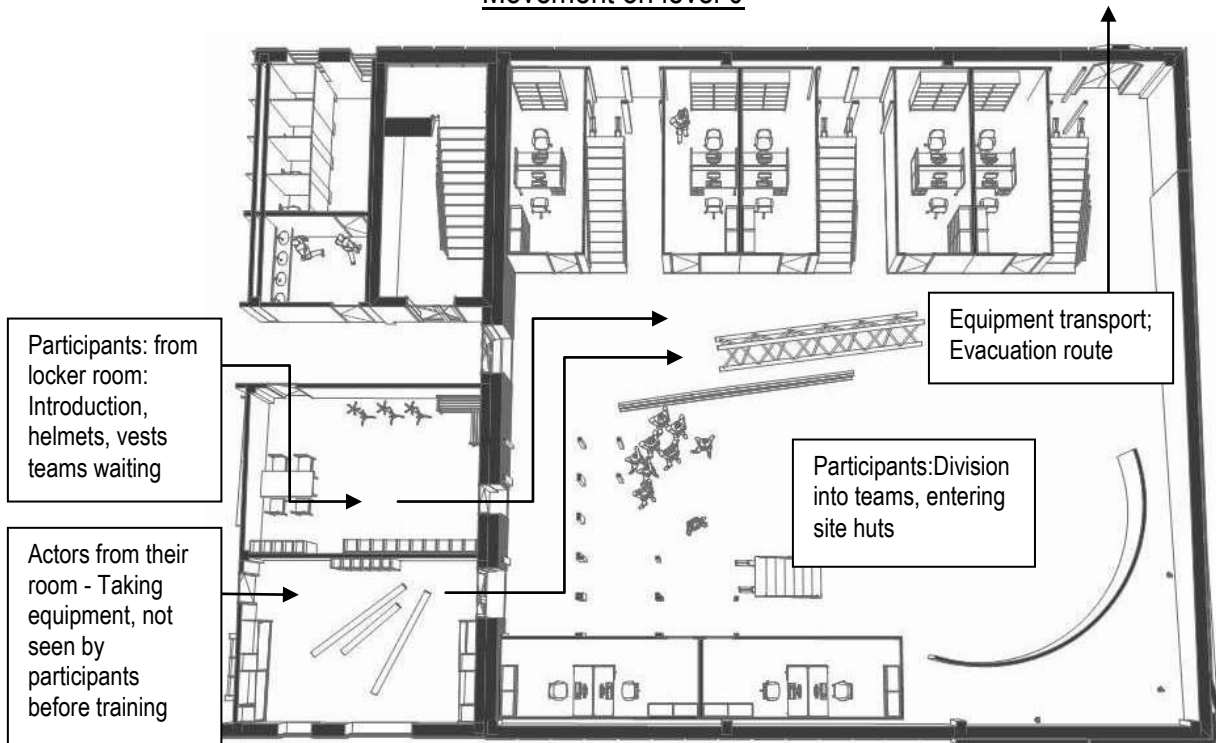 Movement on level 0
Equipment transport;
Evacuation route
Participants: from
locker room:
Introduction,
helmets, vests
teams waiting
Participants:Division
into teams, entering
site huts
Actors from their
room - Taking
equipment, not
seen by
participants
before training